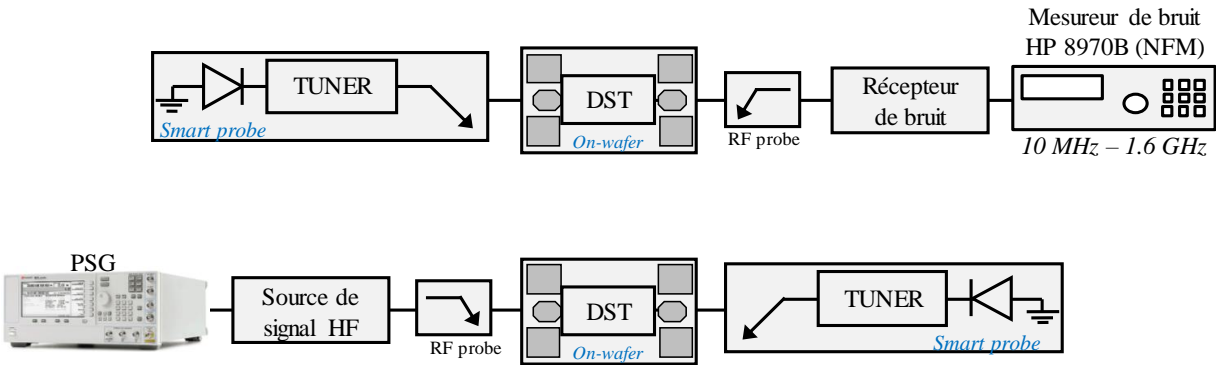 Mesureur de bruit
HP 8970B (NFM)
TUNER
Smart probe
DST
On-wafer
RF probe
Récepteur
de bruit
10 MHz – 1.6 GHz
PSG
Source de
signal HF
RF probe
DST
On-wafer
TUNER
Smart probe